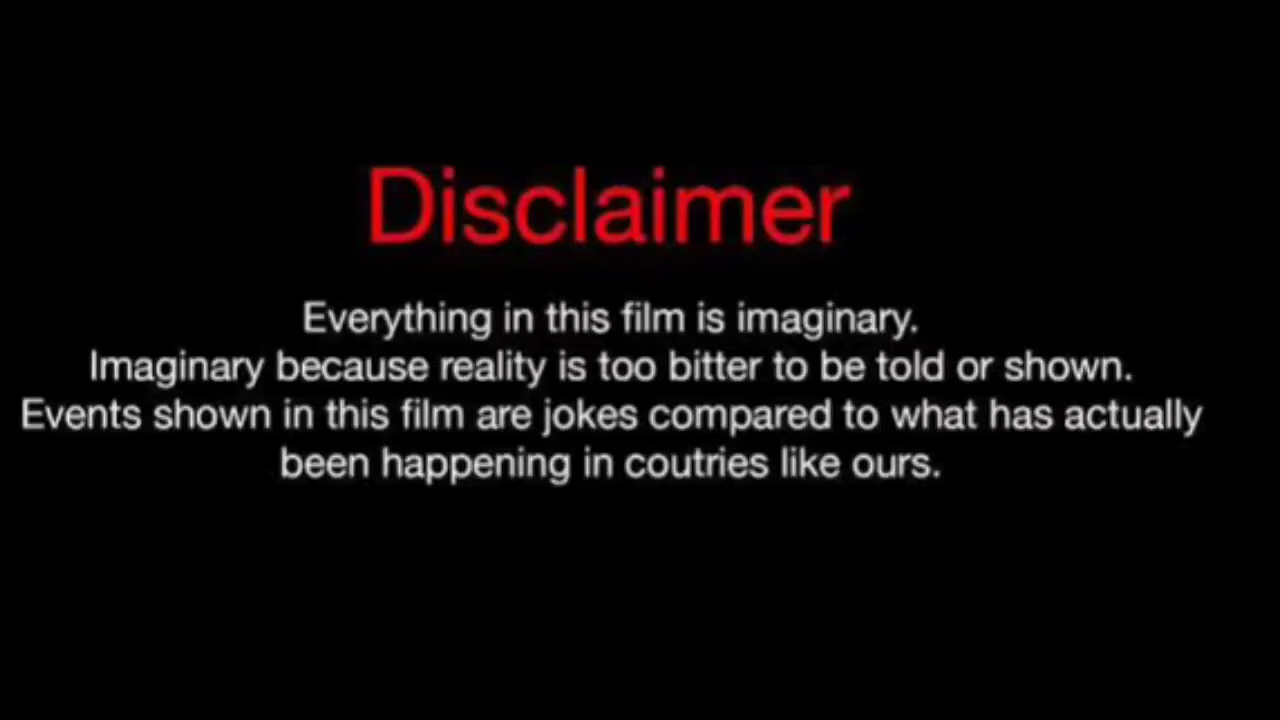 Disclaimer
Everything in this film is imaginary.
Imaginary because reality is too bitter to be told or shown.
Events shown in this film are jokes compared to what has actually
been happening in coutries like ours.